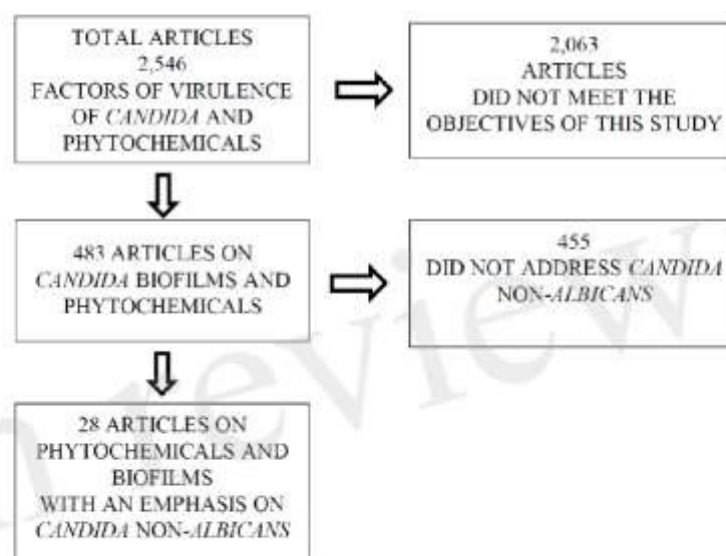 TOTAL ARTICLES
2,546
FACTORS OF VIRULENCE
OF CANDIDA AND
PHYTOCHEMICALS
2,063
ARTICLES
DID NOT MEET THE
OBJECTIVES OF THIS STUDY
483 ARTICLES ON
CANDIDA BIOFILMS AND
PHYTOCHEMICALS
455
DID NOT ADDRESS CANDIDA
NON-ALBICANS
28 ARTICLES ON
PHYTOCHEMICALS AND
BIOFILMS
WITH AN EMPHASIS ON
CANDIDA NON-ALBICANS
n review